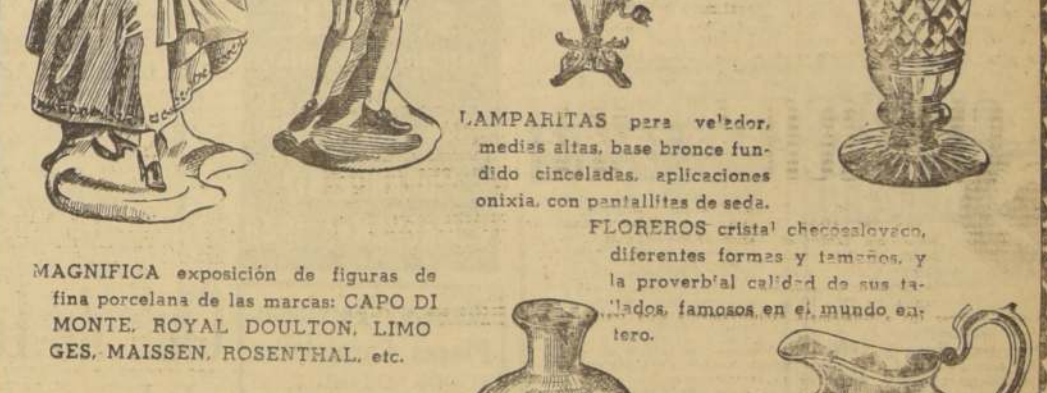 LAMPARITAS para velador,
medias altas, base bronce fun-
dido cinceladas, aplicaciones
onixia, con pantallitas de seda.
FLOREROS cristal checoeslovaco,
diferentes formas y tamaños, y
la proverbial calidad de sus ta-
llados, famosos en el mundo en-
tero.
MAGNIFICA exposición de figuras de
fina porcelana de las marcas: CAPO DI
MONTE, ROYAL DOULTON, LIMO
GES, MAISSEN, ROSENTHAL, etc.